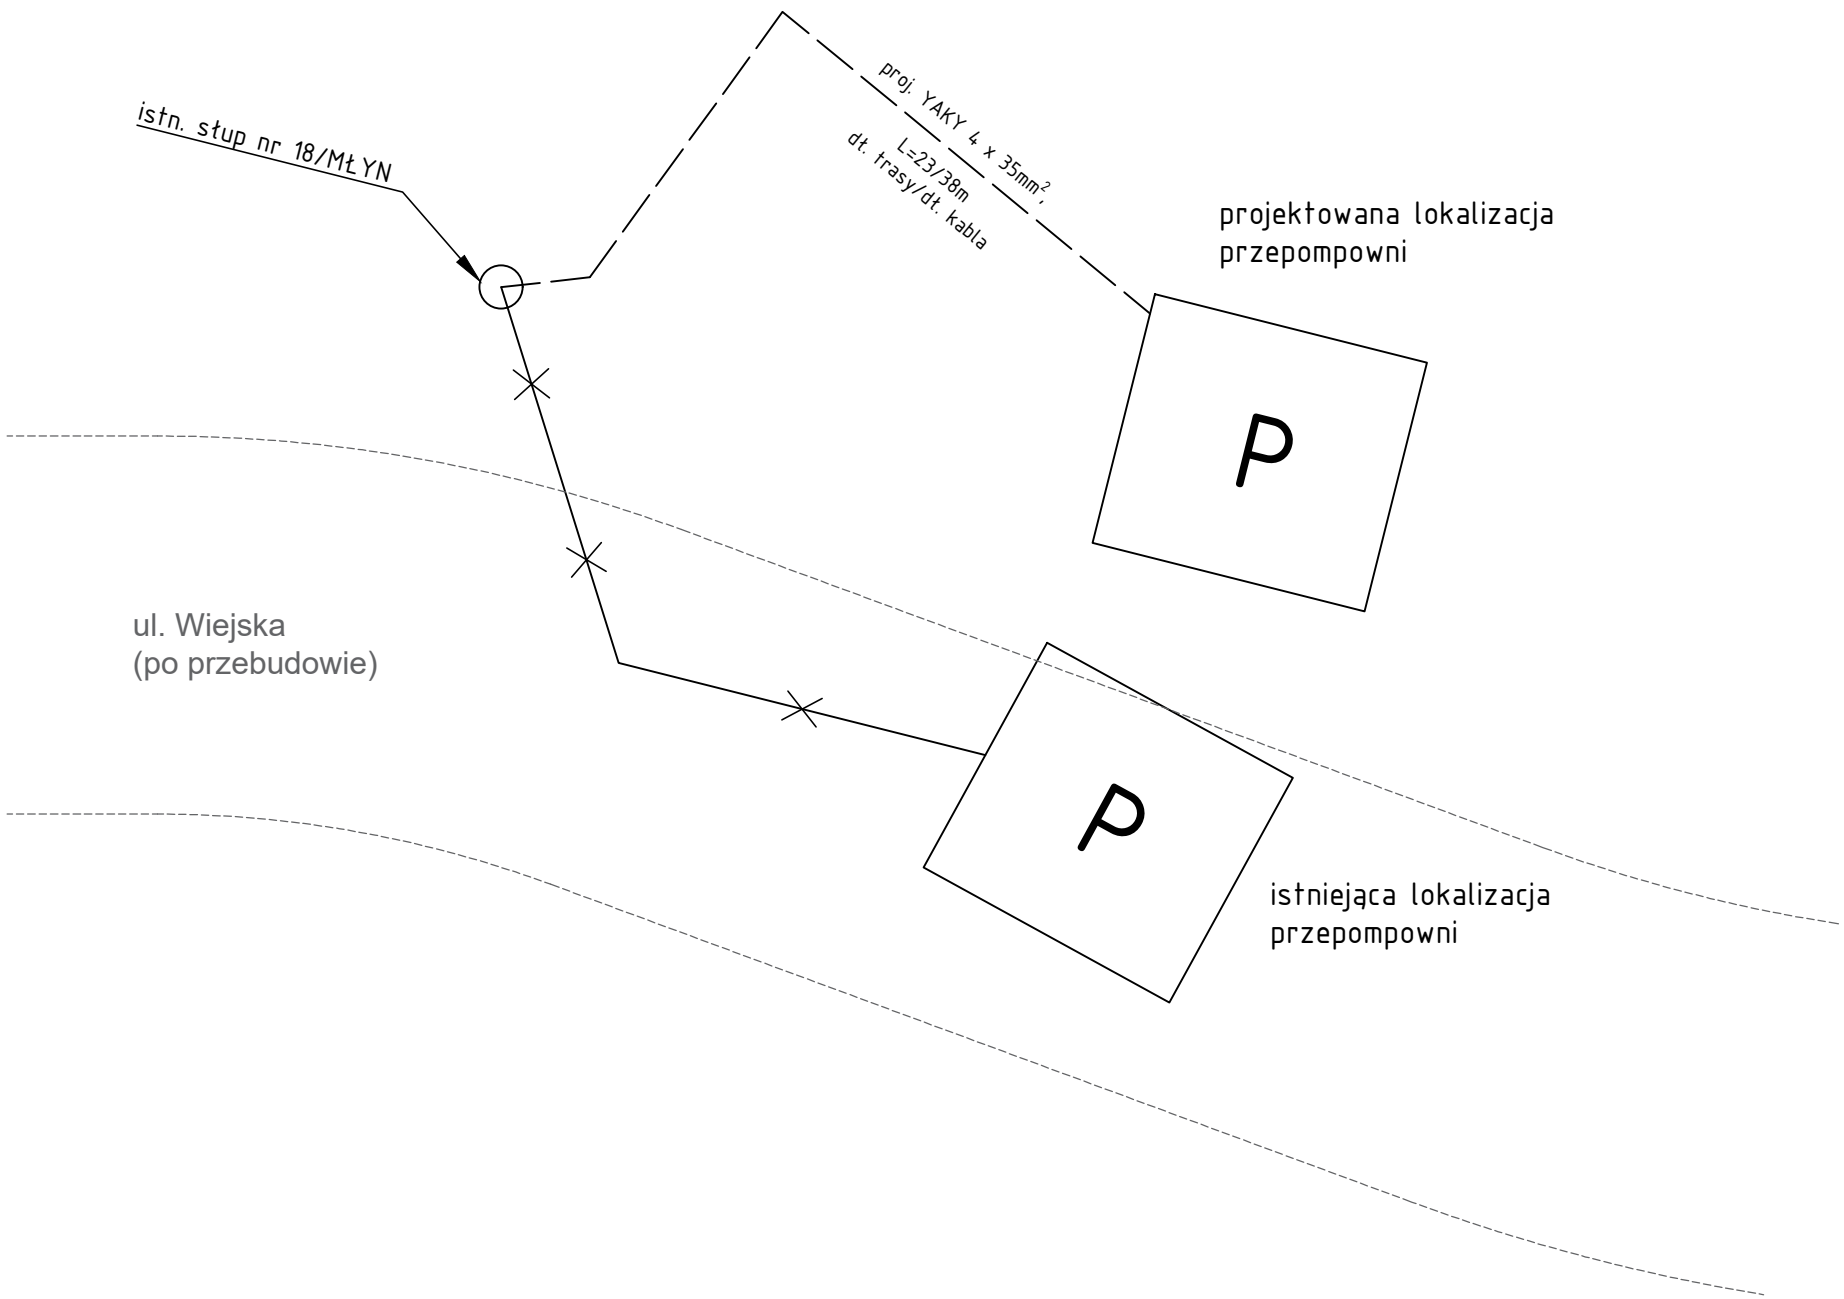 istn. słup nr 18/MŁYN
proj. YAKY 4 x 35mm²,
L=23/38m
dł. trasy/dł. kabla
projektowana lokalizacja
przepompowni
P
ul. Wiejska
(po przebudowie)
P
istniejąca lokalizacja
przepompowni